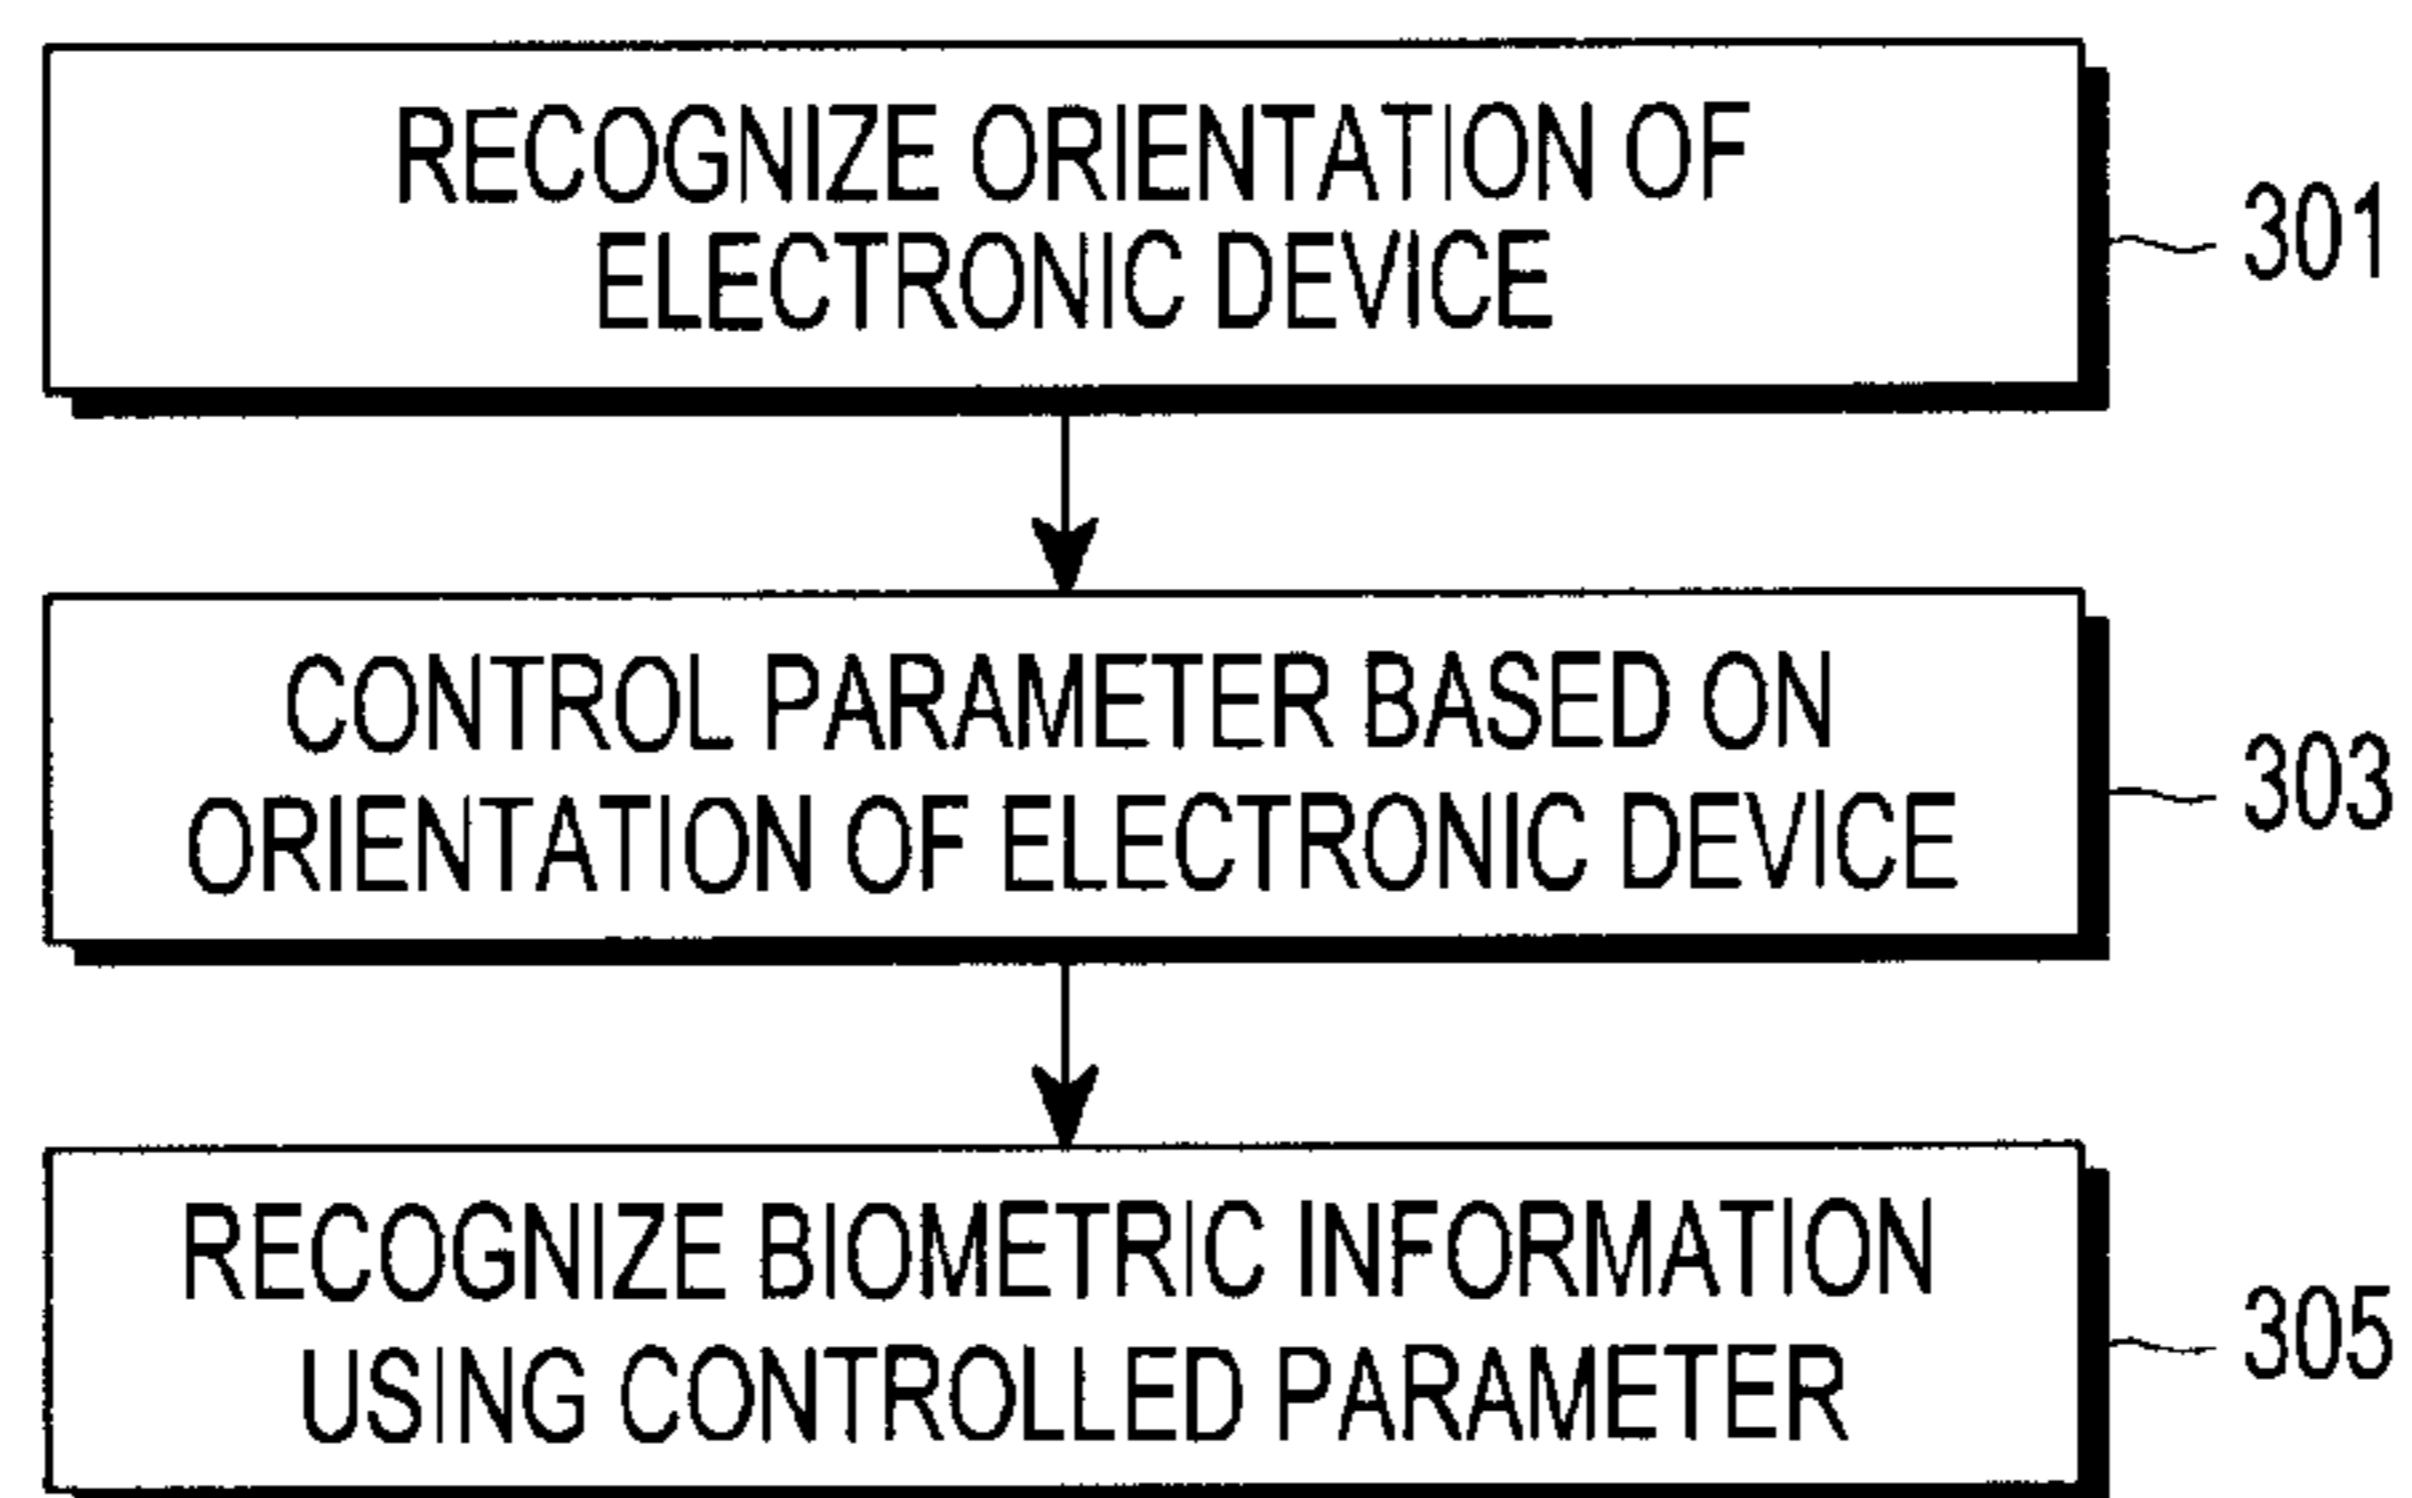 RECOGNIZE ORIENTATION OF
ELECTRONIC DEVICE
301
CONTROL PARAMETER BASED ON
ORIENTATION OF ELECTRONIC DEVICE
303
RECOGNIZE BIOMETRIC INFORMATION
USING CONTROLLED PARAMETER
305